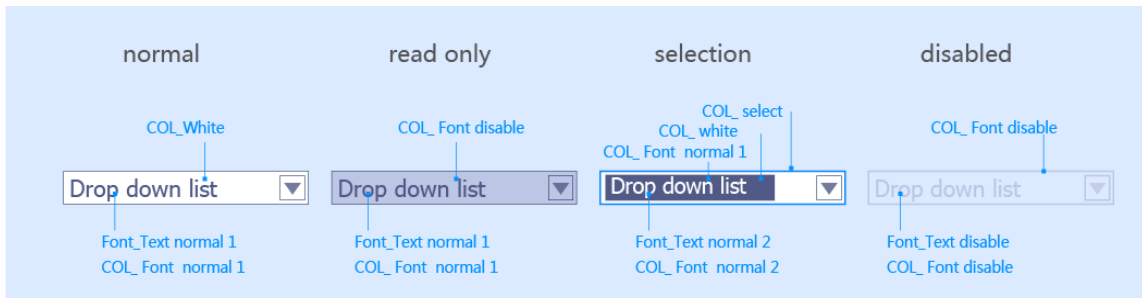 normal read only selection disabled
COL_ select
COL_White COL_ Font disable COL_ white COL_ Font disable
COL_ Font normal 1
Drop down list Drop down list Drop down list Drop down list
Font_Text normal 1 Font_Text normal 1 Font_Text normal 2 Font_Text disable
COL_ Font normal 1 COL_ Font normal 1 COL_ Font normal 2 COL_ Font disable